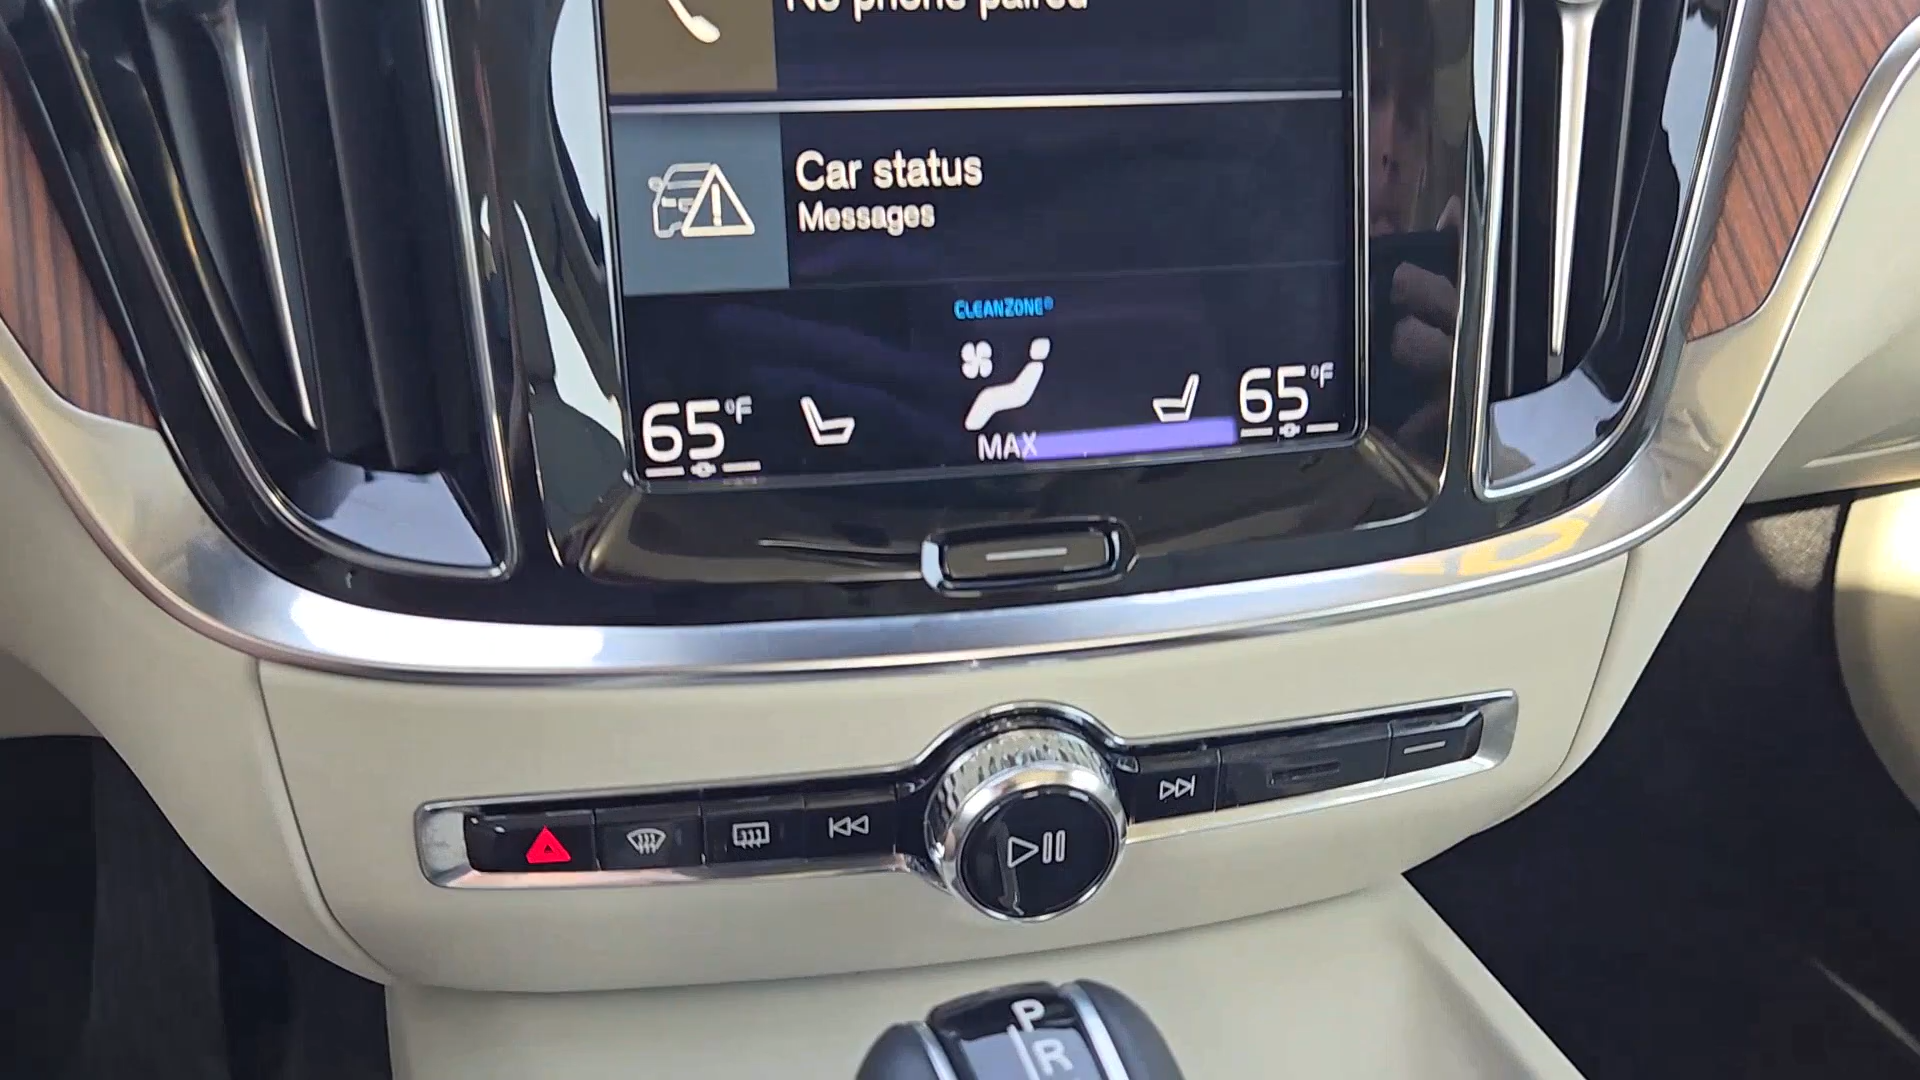 No phone paired
Car status
Messages
CLEANZONE®
65°F
65°F
MAX
P
R